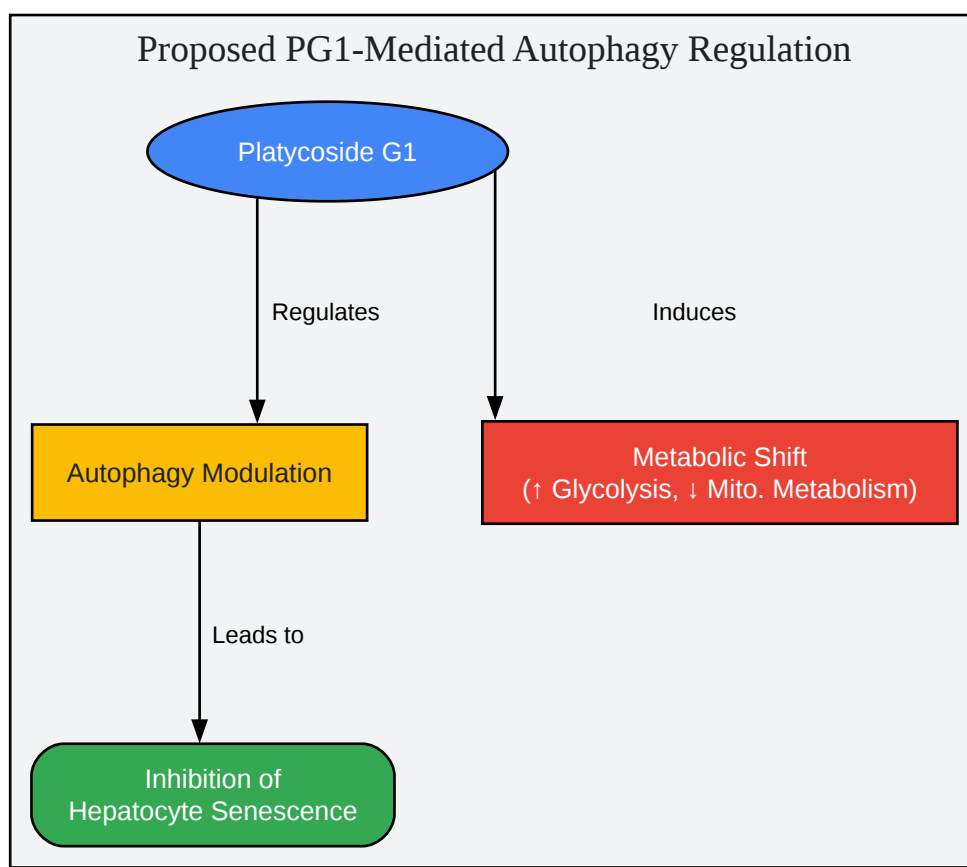 Proposed PG1-Mediated Autophagy Regulation
Platycoside G1
Regulates
Induces
Autophagy Modulation
Metabolic Shift
(↑ Glycolysis, ↓ Mito. Metabolism)
Leads to
Inhibition of
Hepatocyte Senescence